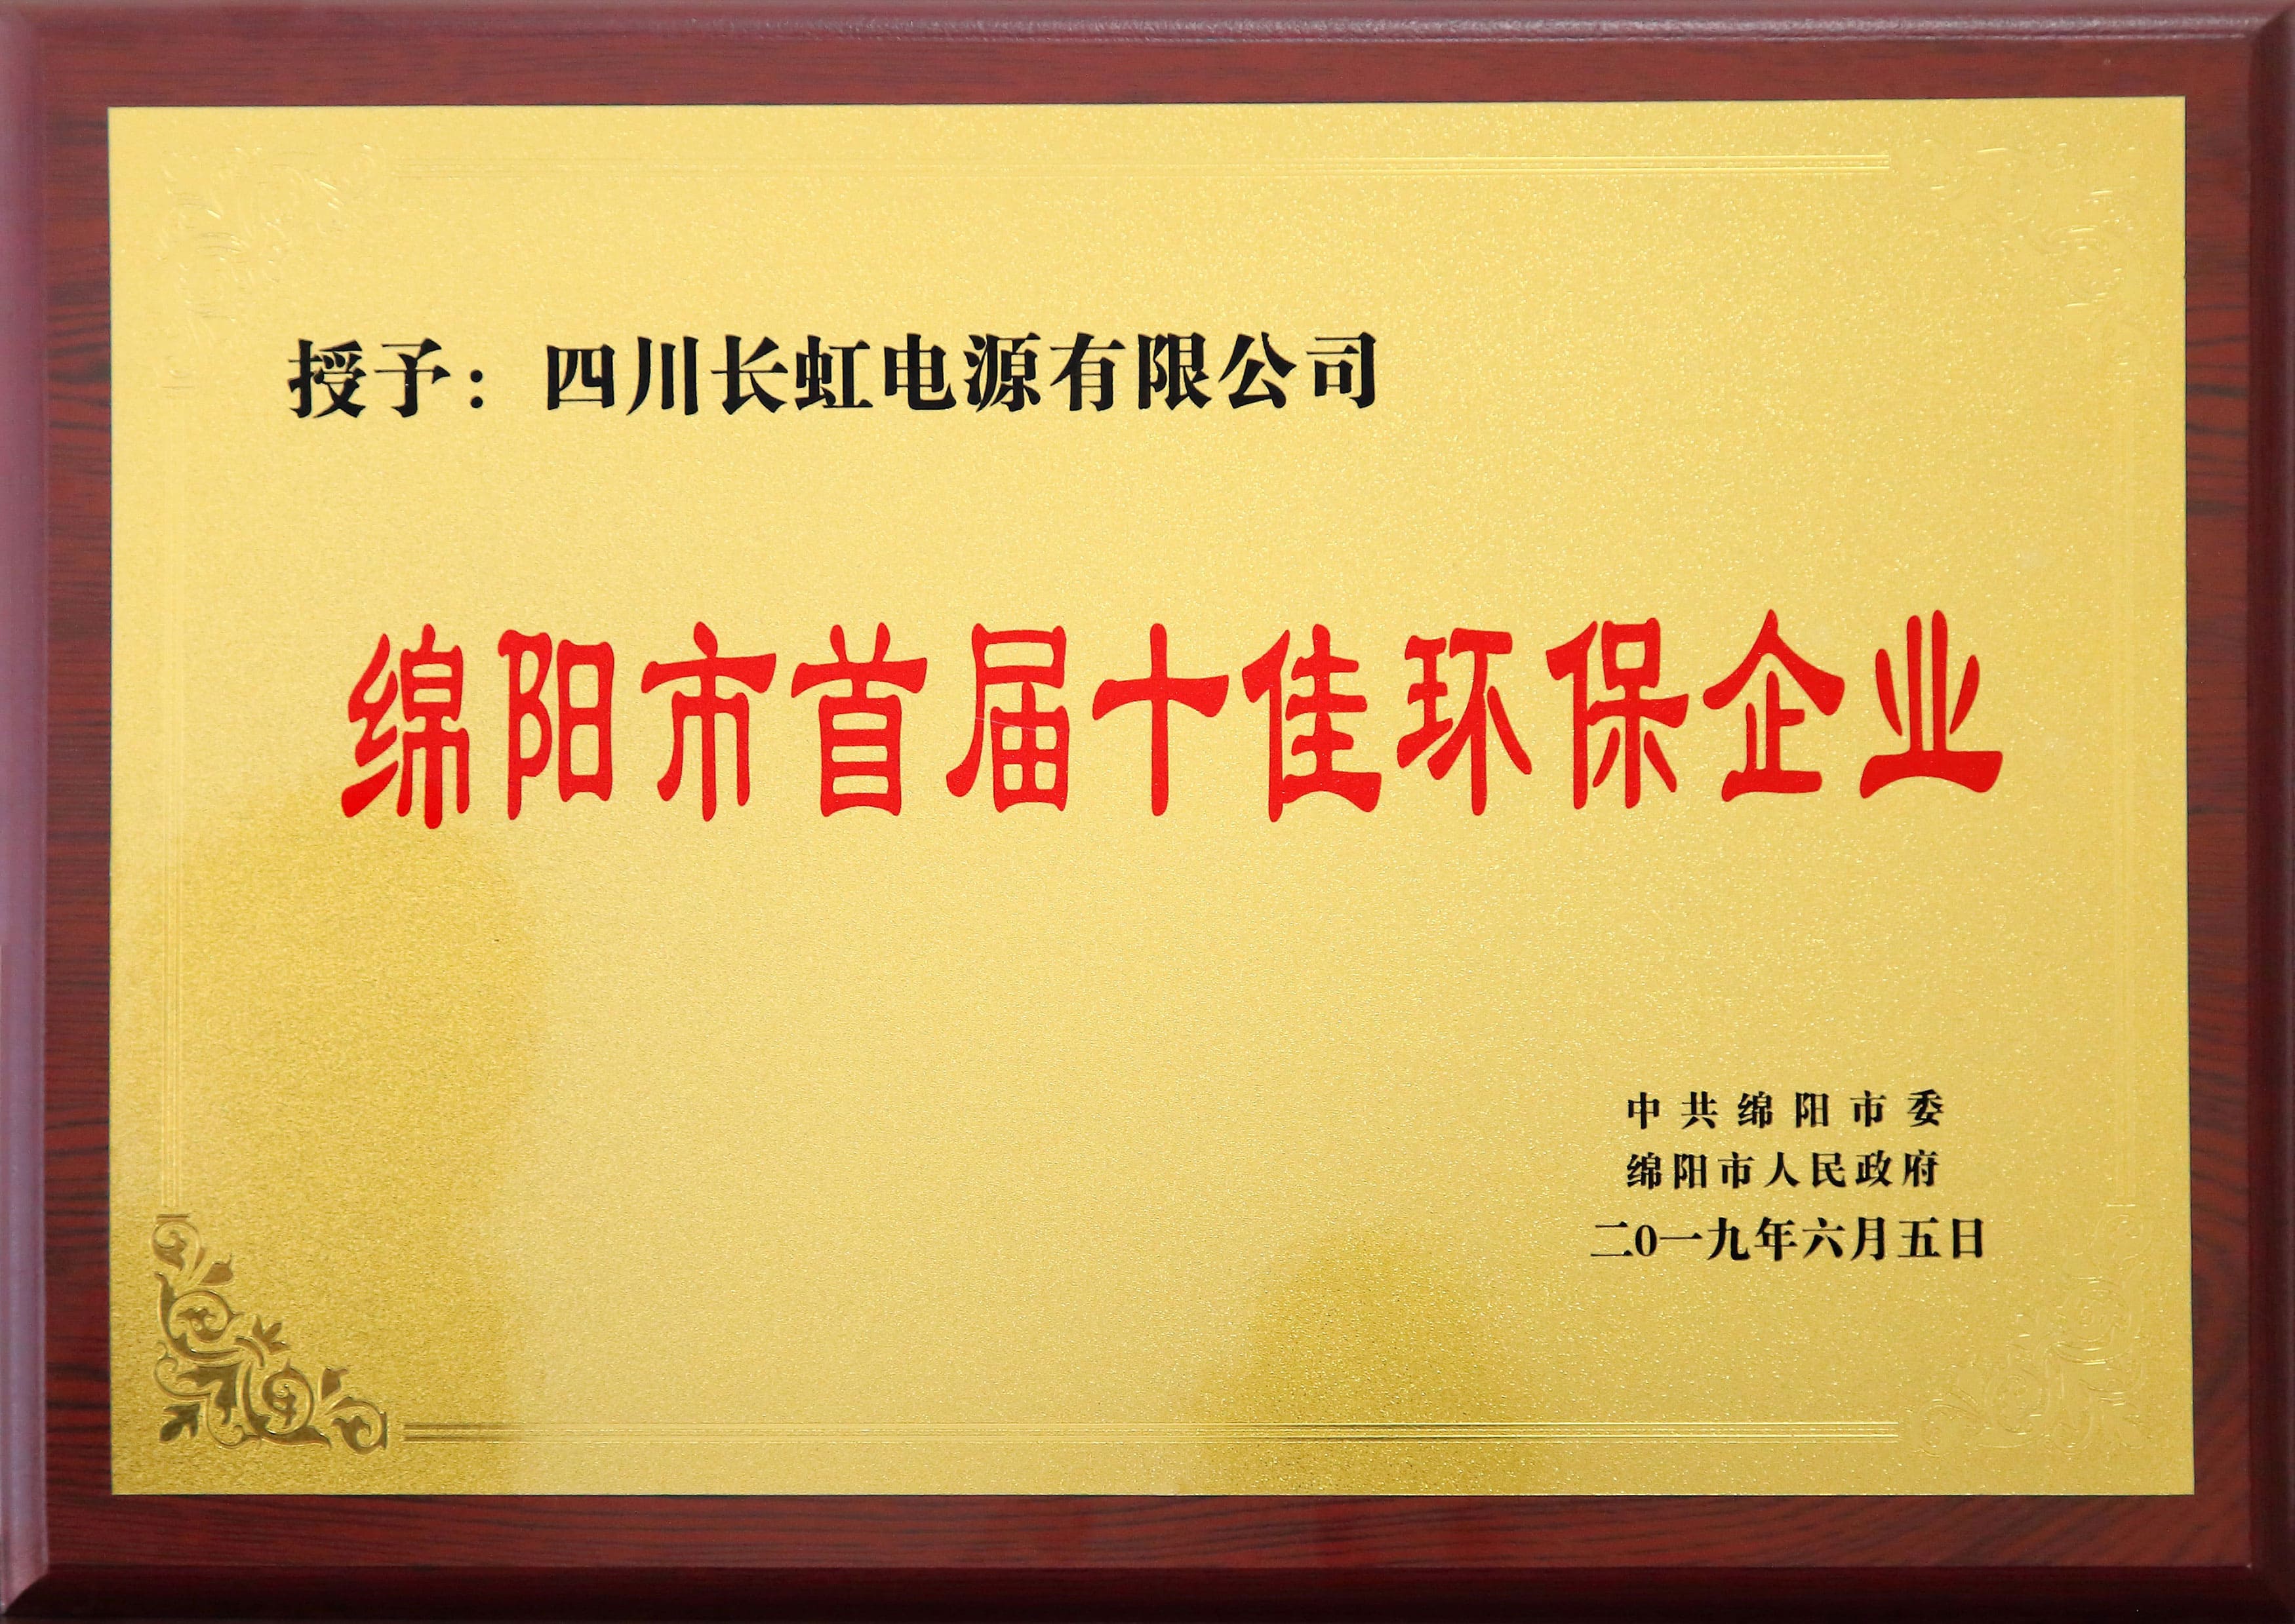 授予：四川长虹电源有限公司
绵阳市首届十佳环保企业
中共绵阳市委
绵阳市人民政府
二0一九年六月五日